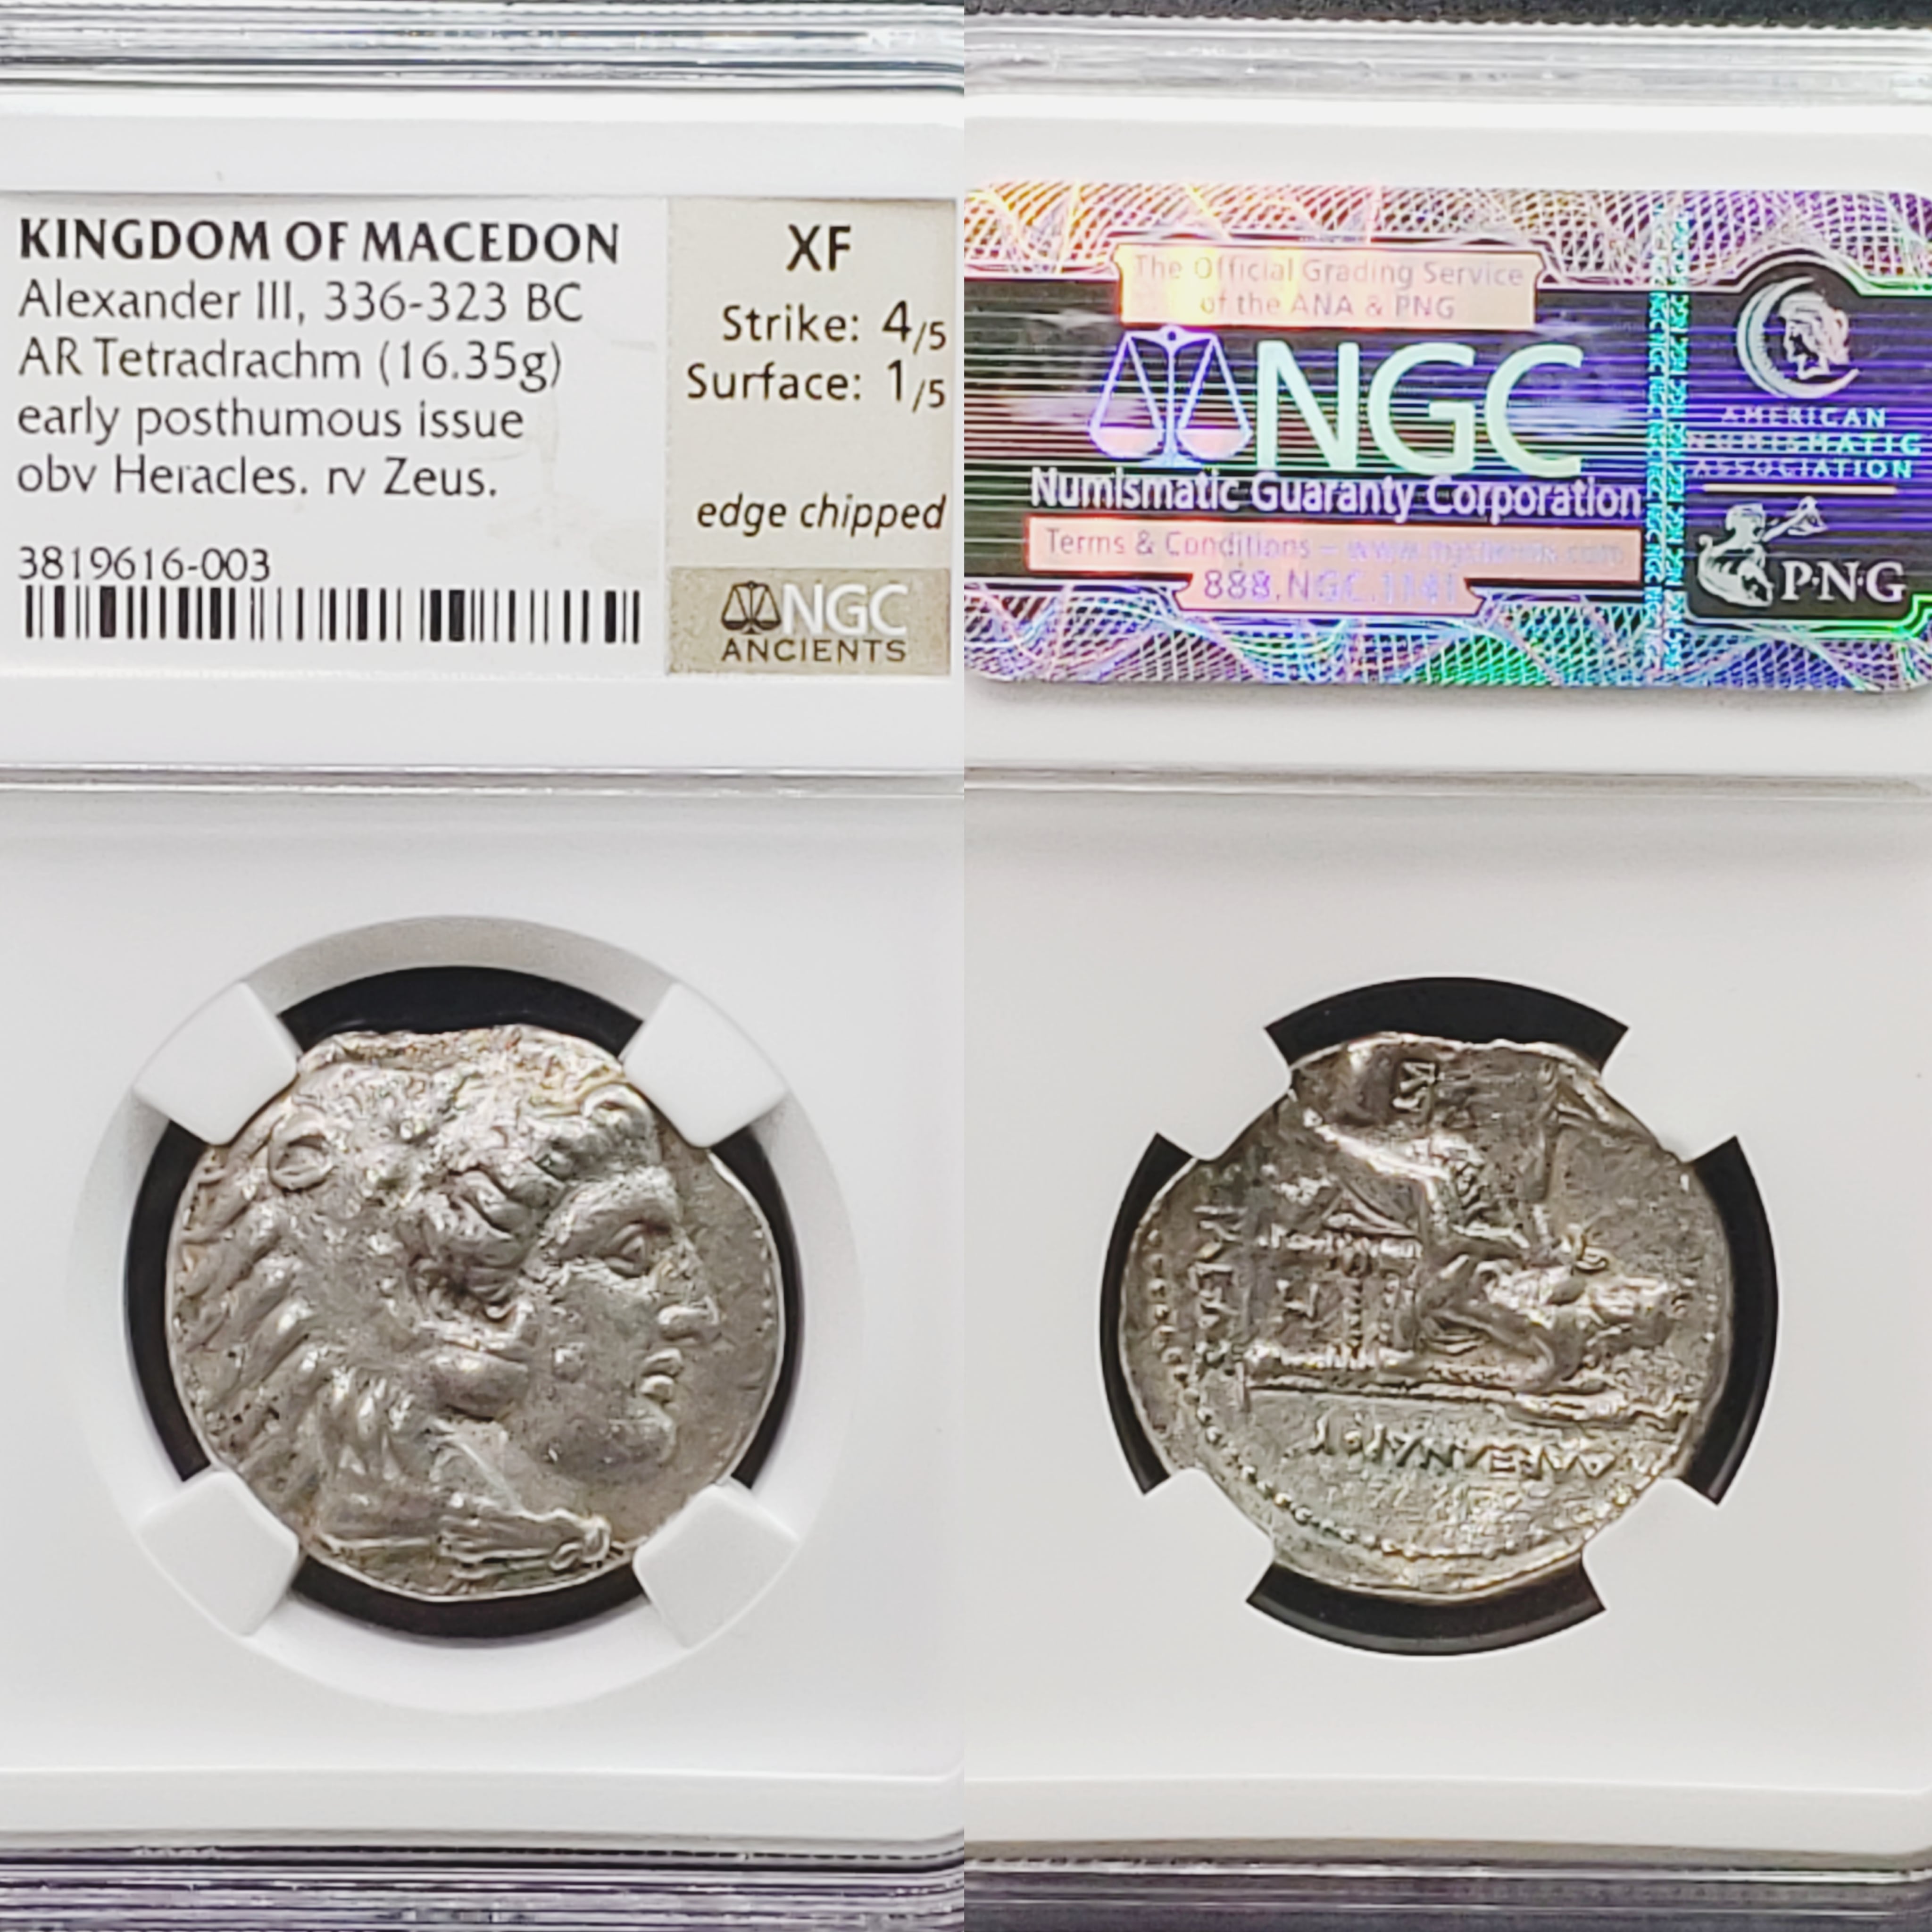 KINGDOM OF MACEDON
Alexander III, 336-323 BC
AR Tetradrachm (16.35g)
early posthumous issue
obv Heracles. rv Zeus.
3819616-003
XF
Strike: 4/5
Surface: 1/5
edge chipped
NGC
ANCIENTS
The Official Grading Service
of the ANA & PNG
NGC
Numismatic Guaranty Corporation
Terms & Conditions –
888.NGC.1141
AMERICAN
NUMISMATIC
ASSOCIATION
P·N·G
ΑΛΕΞΑΝΔΡΟΥ